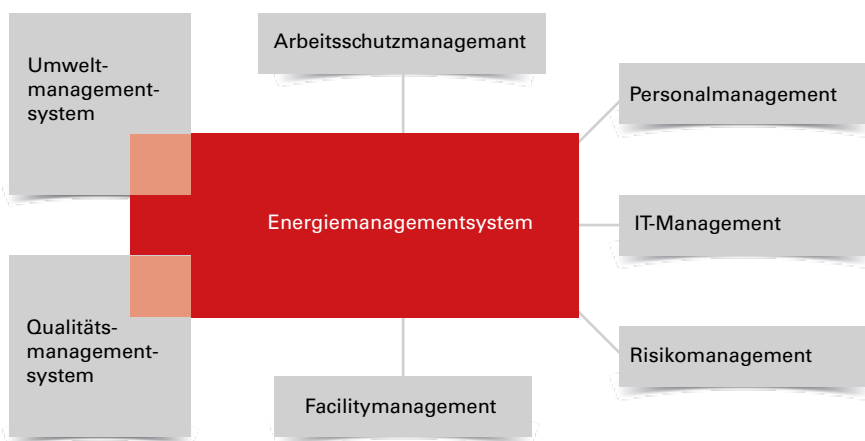 Umwelt-
management-
system
Arbeitsschutzmanagemant
Personalmanagement
Energiemanagementsystem
IT-Management
Qualitäts-
management-
system
Risikomanagement
Facilitymanagement